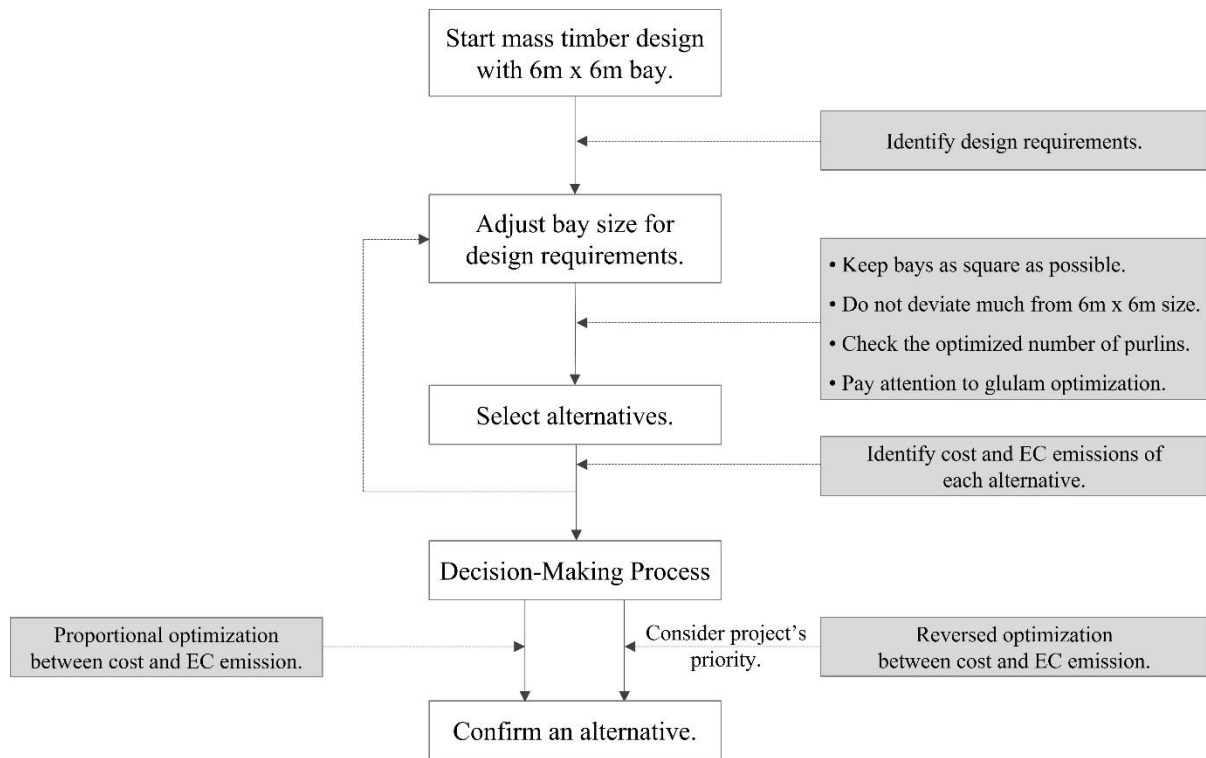 Start mass timber design
with 6m x 6m bay.
Identify design requirements.
Adjust bay size for
design requirements.
• Keep bays as square as possible.
• Do not deviate much from 6m x 6m size.
• Check the optimized number of purlins.
• Pay attention to glulam optimization.
Select alternatives.
Identify cost and EC emissions of
each alternative.
Decision-Making Process
Proportional optimization
between cost and EC emission.
Consider project's
priority.
Reversed optimization
between cost and EC emission.
Confirm an alternative.